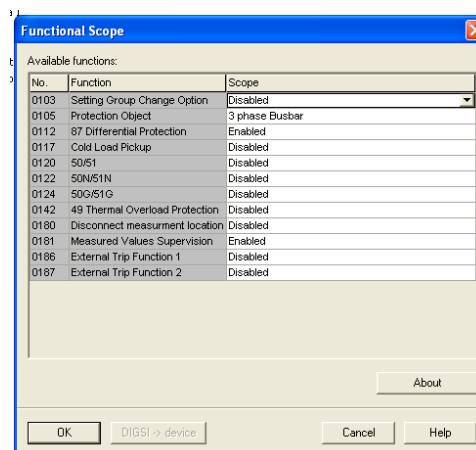 Functional Scope
Available functions:
No. Function Scope
0103 Setting Group Change Option Disabled
0105 Protection Object 3 phase Busbar
0112 87 Differential Protection Enabled
0117 Cold Load Pickup Disabled
0120 50/51 Disabled
0122 50N/51N Disabled
0124 50G/51G Disabled
0142 49 Thermal Overload Protection Disabled
0180 Disconnect measurment location Disabled
0181 Measured Values Supervision Enabled
0186 External Trip Function 1 Disabled
0187 External Trip Function 2 Disabled
About
OK DIGSI -> device Cancel Help